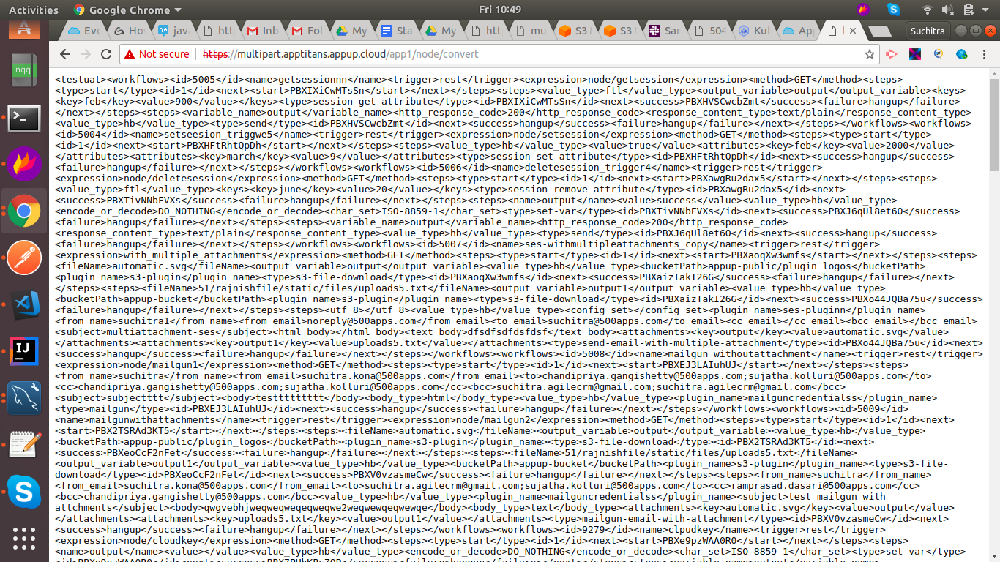 Activities
Google Chrome
Fri 10:49
Eve
Ho
jav
htt
Inb
Fol
My
Sta
My
htt
mu
S3 M
S3
Sar
504
Kub
App
Suchitra
Not secure
https://multipart.apptitans.appup.cloud/app1/node/convert
nqq
<testuat><workflows><id>5005</id><name>getsessionnn</name><trigger>rest</trigger><expression>node/getsession</expression><method>GET</method><steps>
<type>start</type><id>1</id><next><start>PBXIXiCwMTsSn</start></next></steps><steps><value_type>ftl</value_type><output_variable>output</output_variable><keys>
<key>feb</key><value>900</value></keys><type>session-get-attribute</type><id>PBXIXiCwMTsSn</id><next><success>PBXHVSCwcbZmt</success><failure>hangup</failure>
</next></steps><steps><variable_name>output</variable_name><http_response_code>200</http_response_code><response_content_type>text/plain</response_content_type>
<value_type>hb</value_type><type>send</type><id>PBXHVSCwcbZmt</id><next><success>hangup</success><failure>hangup</failure></next></steps></workflows><workflows>
<id>5004</id><name>setseesion_triggwe5</name><trigger>rest</trigger><expression>node/setsession</expression><method>GET</method><steps><type>start</type>
<id>1</id><next><start>PBXHFtRhtQpDh</start></next></steps><steps><value_type>hb</value_type><value>true</value><attributes><key>feb</key><value>2000</value>
</attributes><attributes><key>march</key><value>9</value></attributes><type>session-set-attribute</type><id>PBXHFtRhtQpDh</id><next><success>hangup</success>
<failure>hangup</failure></next></steps></workflows><workflows><id>5006</id><name>deletesession_trigger4</name><trigger>rest</trigger>
<expression>node/deletesession</expression><method>GET</method><steps><type>start</type><id>1</id><next><start>PBXawgRu2dax5</start></next></steps><steps>
<value_type>ftl</value_type><keys><key>june</key><value>20</value></keys><type>session-remove-attribute</type><id>PBXawgRu2dax5</id><next>
<success>PBXTivNNbFVXs</success><failure>hangup</failure></next></steps><steps><name>output</name><value>success</value><value_type>hb</value_type>
<encode_or_decode>DO_NOTHING</encode_or_decode><char_set>ISO-8859-1</char_set><type>set-var</type><id>PBXTivNNbFVXs</id><next><success>PBXJ6qUl8et6O</success>
<failure>hangup</failure></next></steps><steps><variable_name>output</variable_name><http_response_code>200</http_response_code>
<response_content_type>text/plain</response_content_type><value_type>hb</value_type><type>send</type><id>PBXJ6qUl8et6O</id><next><success>hangup</success>
<failure>hangup</failure></next></steps></workflows><workflows><id>5007</id><name>ses-withmultipleattachments_copy</name><trigger>rest</trigger>
<expression>with_multiple_attachments</expression><method>GET</method><steps><type>start</type><id>1</id><next><start>PBXaoqXw3wmfs</start></next></steps><steps>
<fileName>automatic.svg</fileName><output_variable>output</output_variable><value_type>hb</value_type><bucketPath>appup-public/plugin_logos</bucketPath>
<plugin_name>s3-plugin</plugin_name><type>s3-file-download</type><id>PBXaoqXw3wmfs</id><next><success>PBXaizTakI26G</success><failure>hangup</failure></next>
</steps><steps><fileName>51/rajnishfile/static/files/uploads5.txt</fileName><output_variable>output1</output_variable><value_type>hb</value_type>
<bucketPath>appup-bucket</bucketPath><plugin_name>s3-plugin</plugin_name><type>s3-file-download</type><id>PBXaizTakI26G</id><next><success>PBXo44JQBa75u</success>
<failure>hangup</failure></next></steps><steps><utf_8></utf_8><value_type>hb</value_type><config_set></config_set><plugin_name>ses-pluginn</plugin_name>
<from_name>suchitra1</from_name><from_email>noreply@500apps.com</from_email><to_email>suchitra@500apps.com</to_email><cc_email></cc_email><bcc_email></bcc_email>
<subject>multiattachment-ses</subject><html_body></html_body><text_body>dfsdfsdfdsfdsf</text_body><attachments><key>output</key><value>automatic.svg</value>
</attachments><attachments><key>output1</key><value>uploads5.txt</value></attachments><type>send-email-with-multiple-attachment</type><id>PBXo44JQBa75u</id><next>
<success>hangup</success><failure>hangup</failure></next></steps></workflows><workflows><id>5008</id><name>mailgun_withoutattachment</name><trigger>rest</trigger>
<expression>node/mailgun1</expression><method>GET</method><steps><type>start</type><id>1</id><next><start>PBXEJ3LAIuhUJ</start></next></steps><steps>
<from_name>suchitra</from_name><from_email>suchitra.kona@500apps.com</from_email><to>chandipriya.gangishetty@500apps.com;sujatha.kolluri@500apps.com</to>
<cc>chandipriya.gangishetty@500apps.com;sujatha.kolluri@500apps.com</cc><bcc>suchitra.agilecrm@gmail.com;suchitra.agilecrm@gmail.com</bcc>
<subject>subjectttt</subject><body>testttttttttt</body><body_type>html</body_type><value_type>hb</value_type><plugin_name>mailguncredentialss</plugin_name>
<type>mailgun</type><id>PBXEJ3LAIuhUJ</id><next><success>hangup</success><failure>hangup</failure></next></steps></workflows><workflows><id>5009</id>
<name>mailgunwithattachments</name><trigger>rest</trigger><expression>node/mailgun2</expression><method>GET</method><steps><type>start</type><id>1</id><next>
<start>PBX2TSRAd3KT5</start></next></steps><steps><fileName>automatic.svg</fileName><output_variable>output</output_variable><value_type>hb</value_type>
<bucketPath>appup-public/plugin_logos</bucketPath><plugin_name>s3-plugin</plugin_name><type>s3-file-download</type><id>PBX2TSRAd3KT5</id><next>
<success>PBXeoCcF2nFet</success><failure>hangup</failure></next></steps><steps><fileName>51/rajnishfile/static/files/uploads5.txt</fileName>
<output_variable>output1</output_variable><value_type>hb</value_type><bucketPath>appup-bucket</bucketPath><plugin_name>s3-plugin</plugin_name><type>s3-file-
download</type><id>PBXeoCcF2nFet</id><next><success>PBXV0vzasmeCw</success><failure>hangup</failure></next></steps><steps><from_name>suchitra</from_name>
<from_email>suchitra.kona@500apps.com</from_email><to>suchitra.agilecrm@gmail.com;sujatha.kolluri@500apps.com</to><cc>ramprasad.dasari@500apps.com</cc>
<bcc>chandipriya.gangishetty@500apps.com</bcc><value_type>hb</value_type><plugin_name>mailguncredentialss</plugin_name><subject>test mailgun with
attchments</subject><body>qwgvebhjweqweqweqeqweqwe2weqwewqeqwewqe</body><body_type>text</body_type><attachments><key>automatic.svg</key><value>output</value>
</attachments><attachments><key>uploads5.txt</key><value>output1</value></attachments><type>mailgun-email-with-attachment</type><id>PBXV0vzasmeCw</id><next>
<success>hangup</success><failure>hangup</failure></next></steps></workflows><workflows><id>9279</id><name>clpudkey</name><trigger>rest</trigger>
<expression>node/cloudkey</expression><method>GET</method><steps><type>start</type><id>1</id><next><start>PBXe9pzWAA0R0</start></next></steps><steps>
<name>output</name><value></value><value_type>hb</value_type><encode_or_decode>DO_NOTHING</encode_or_decode><char_set>ISO-8859-1</char_set><type>set-var</type>